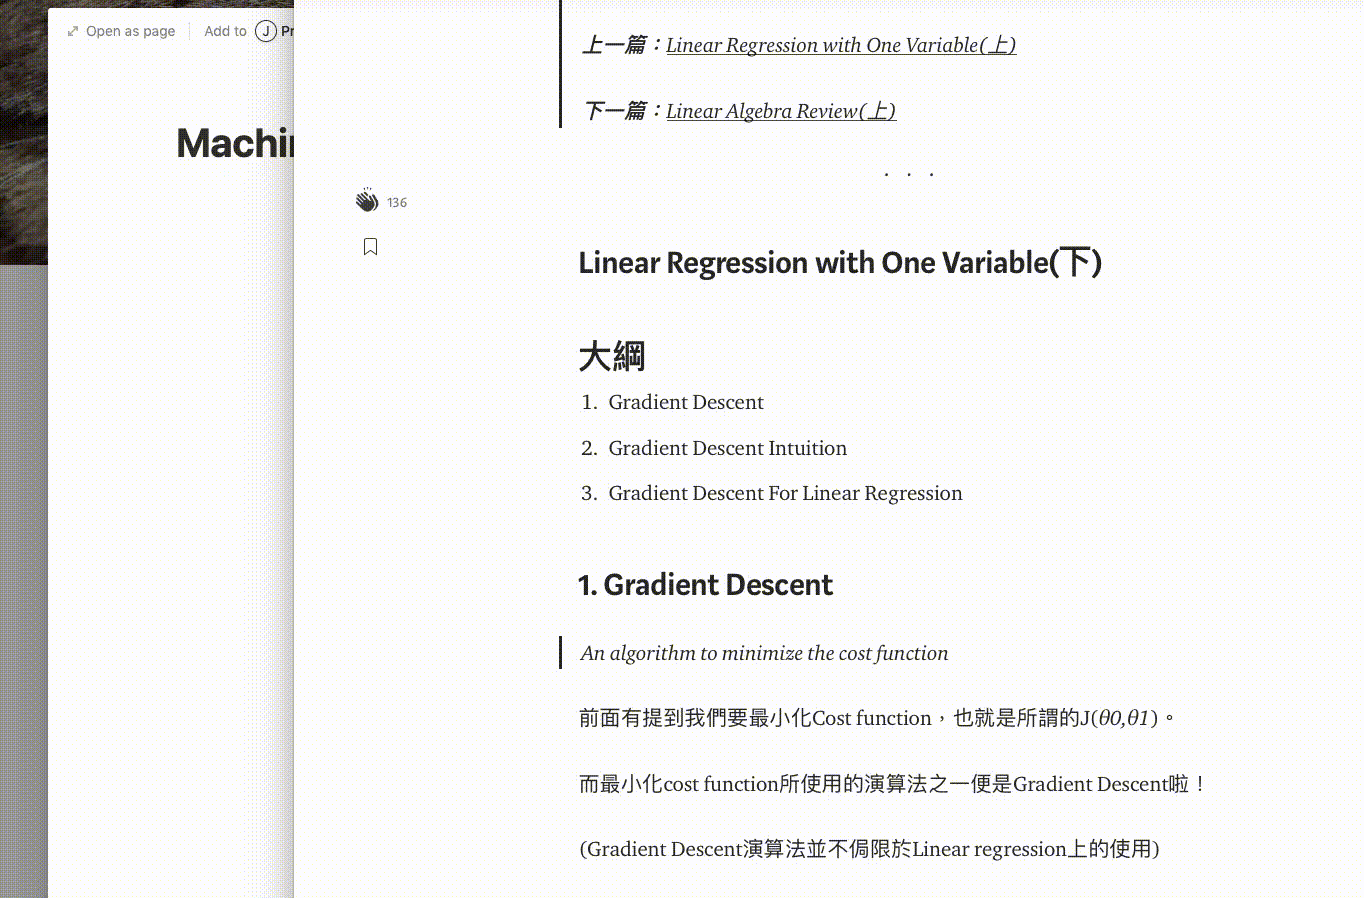 Open as page Add to J Pr
Machin
上一篇：Linear Regression with One Variable(上)
下一篇：Linear Algebra Review(上)
. . .
136
Linear Regression with One Variable(下)
大綱
1. Gradient Descent
2. Gradient Descent Intuition
3. Gradient Descent For Linear Regression
1. Gradient Descent
An algorithm to minimize the cost function
前面有提到我們要最小化Cost function，也就是所謂的J(θ0,θ1)。
而最小化cost function所使用的演算法之一便是Gradient Descent啦！
(Gradient Descent演算法並不侷限於Linear regression上的使用)